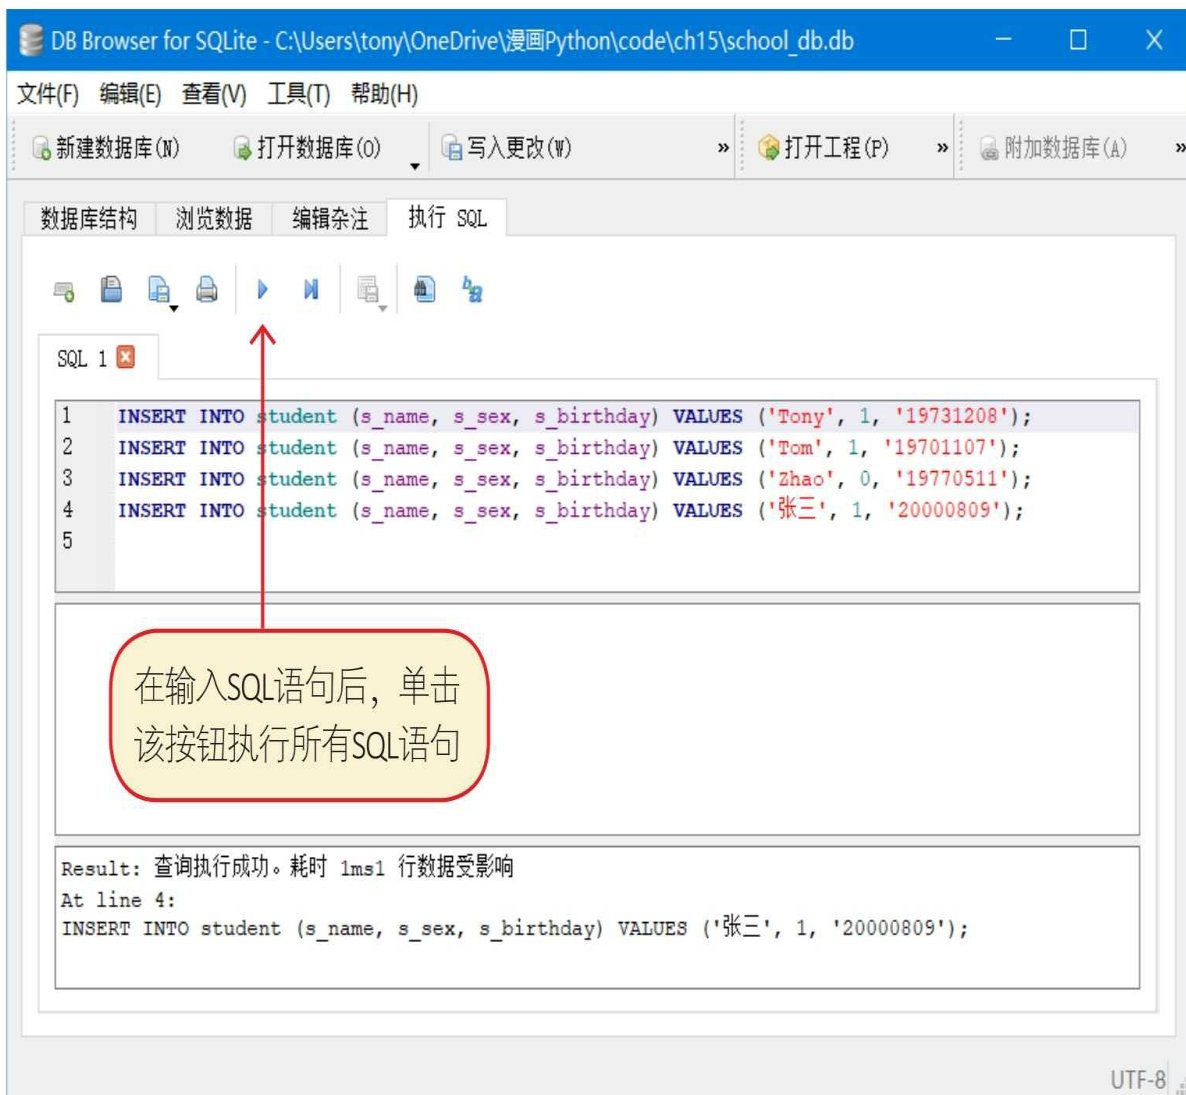 DB Browser for SQLite - C:\Users\tony\OneDrive\漫画Python\code\ch15\school_db.db
文件(F) 编辑(E) 查看(V) 工具(T) 帮助(H)
新建数据库(N) 打开数据库(O) 写入更改(W) » 打开工程(P) » 附加数据库(A) »
数据库结构 浏览数据 编辑杂注 执行 SQL
SQL 1
1 INSERT INTO student (s_name, s_sex, s_birthday) VALUES ('Tony', 1, '19731208');
2 INSERT INTO student (s_name, s_sex, s_birthday) VALUES ('Tom', 1, '19701107');
3 INSERT INTO student (s_name, s_sex, s_birthday) VALUES ('Zhao', 0, '19770511');
4 INSERT INTO student (s_name, s_sex, s_birthday) VALUES ('张三', 1, '20000809');
5
在输入SQL语句后，单击
该按钮执行所有SQL语句
Result: 查询执行成功。耗时 1ms1 行数据受影响
At line 4:
INSERT INTO student (s_name, s_sex, s_birthday) VALUES ('张三', 1, '20000809');
UTF-8